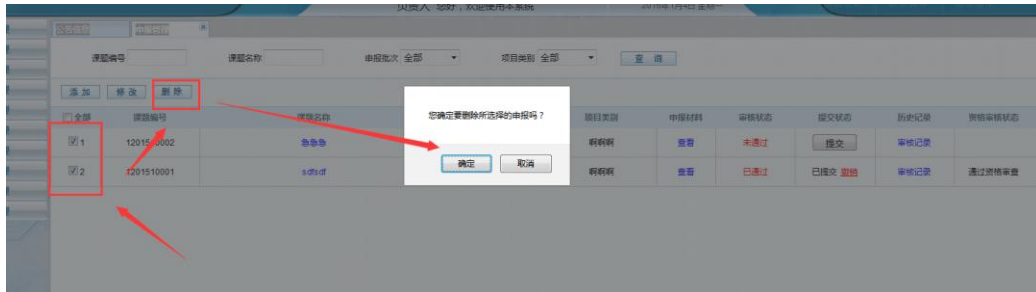 负责人 您好，欢迎使用本系统
课题编号 课题名称 申报批次 全部 项目类别 全部 查 询
添 加 修 改 删 除
全部 课题编号 课题名称 项目类别 申报材料 审核状态 提交状态 历史记录 资格审核状态
您确定要删除所选择的申报吗？
1 急急急 啊啊啊 查看 未通过 提交 审核记录
确定 取消
2 1201510001 sdfsdf 啊啊啊 查看 已通过 已提交 撤销 审核记录 通过资格审查